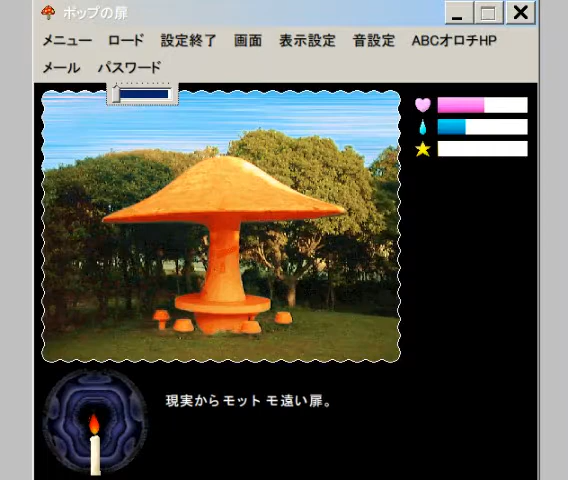 ポップの扉
メニュー ロード 設定終了 画面 表示設定 音設定 ABCオロチHP
メール パスワード
現実からモットモ遠い扉。